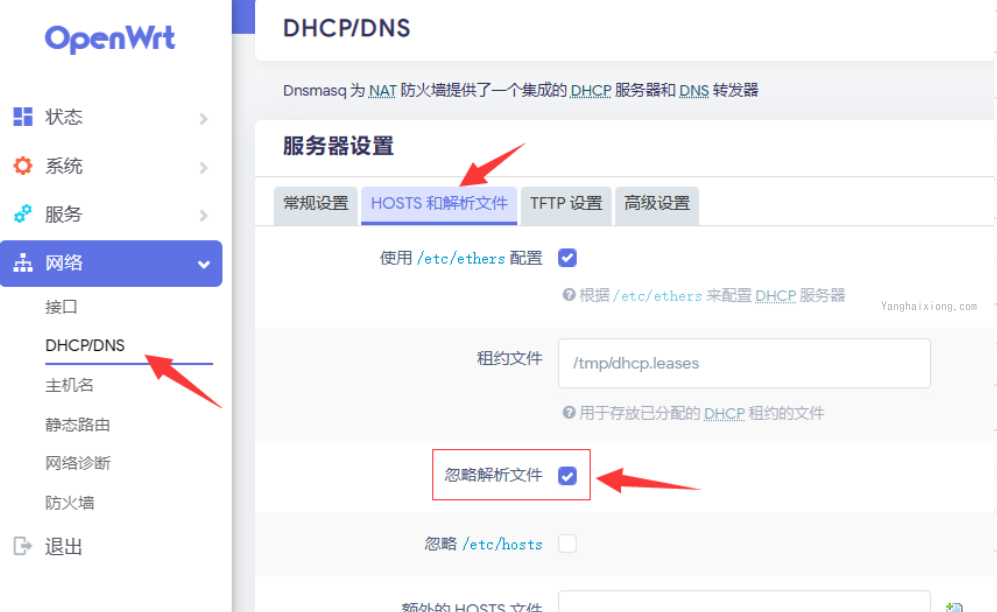 OpenWrt
状态
系统
服务
网络
接口
DHCP/DNS
主机名
静态路由
网络诊断
防火墙
退出
DHCP/DNS
Dnsmasq 为 NAT 防火墙提供了一个集成的 DHCP 服务器和 DNS 转发器
服务器设置
常规设置 HOSTS 和解析文件 TFTP 设置 高级设置
使用 /etc/ethers 配置
根据 /etc/ethers 来配置 DHCP 服务器
Yanghaixiong.com
租约文件 /tmp/dhcp.leases
用于存放已分配的 DHCP 租约的文件
忽略解析文件
忽略 /etc/hosts
额外的 HOSTS 文件